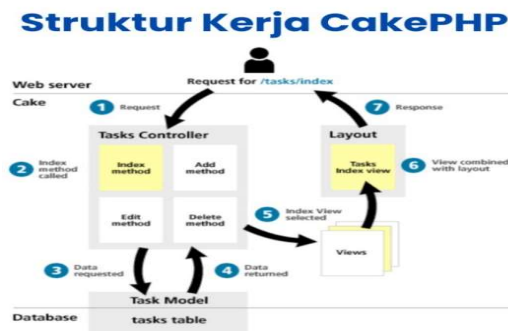 Struktur Kerja CakePHP
Request for /tasks/index
Web server
Cake
1 Request
7 Response
Tasks Controller
Layout
2 Index
method
called
Index
method
Add
method
Tasks
Index view
6 View combined
with layout
Edit
method
Delete
method
5 Index View
selected
Views
3 Data
requested
4 Data
returned
Task Model
Database
tasks table